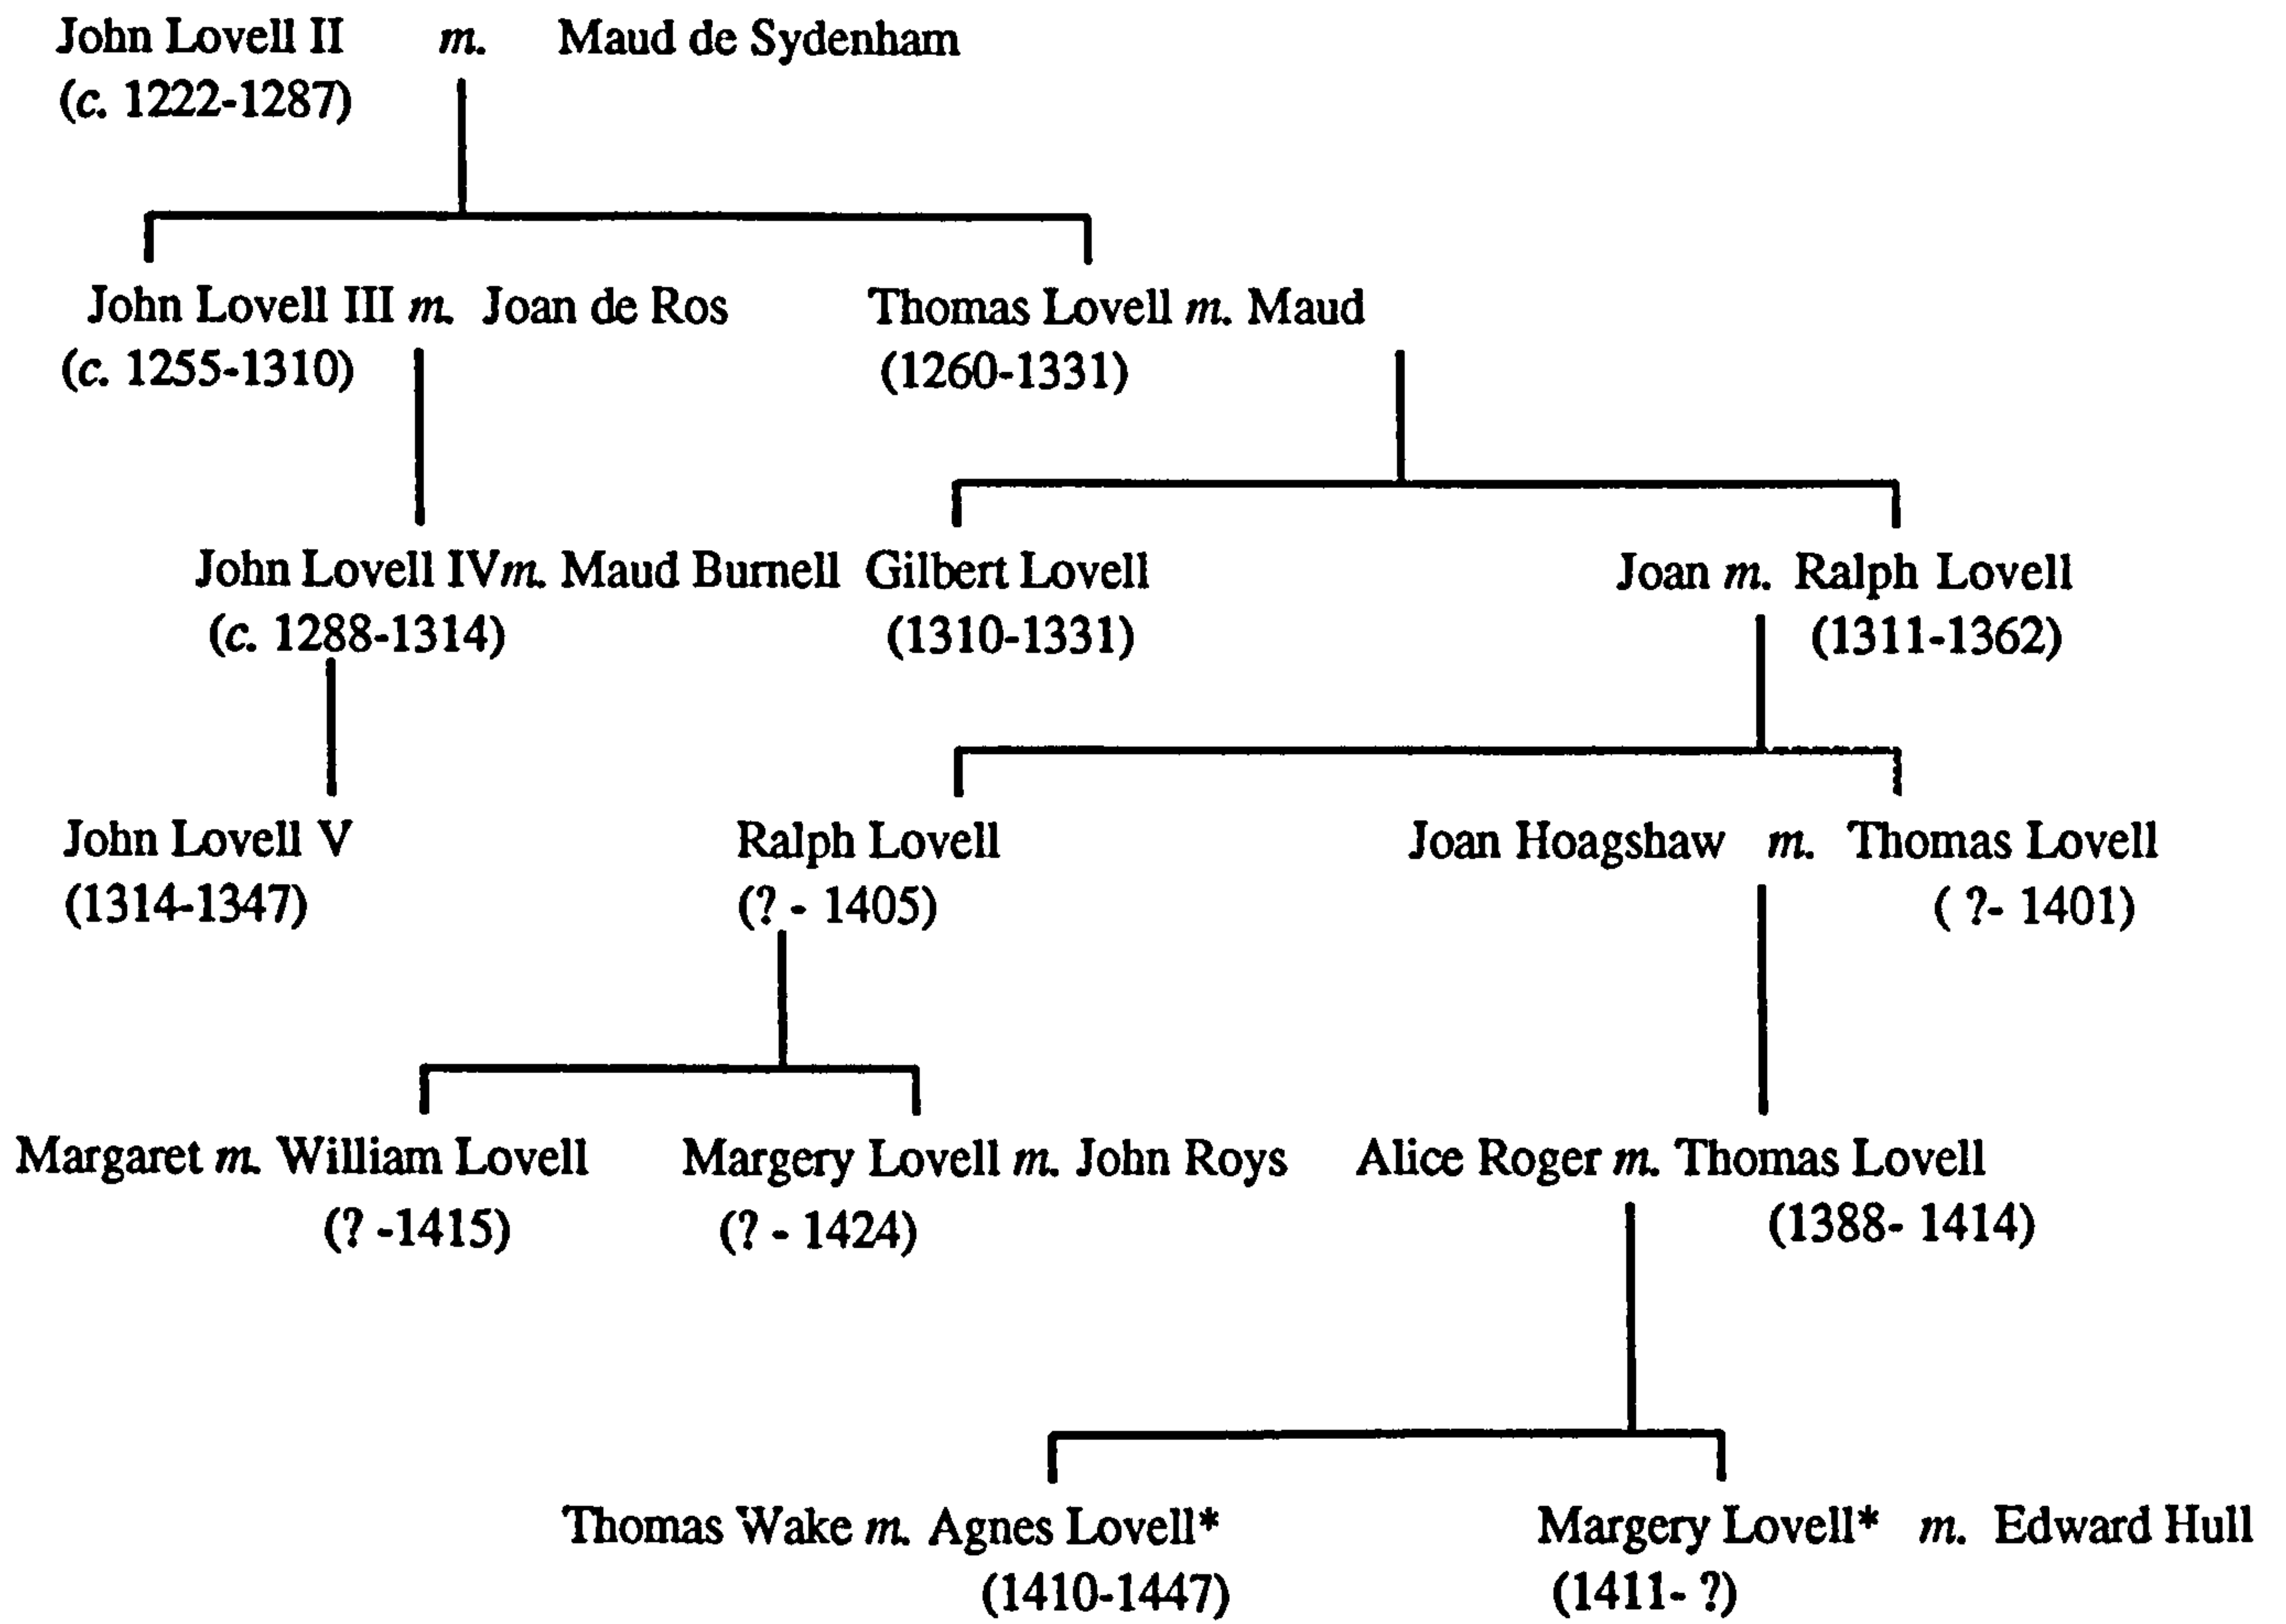 John Lovell II m. Maud de Sydenham
(c. 1222-1287)
John Lovell III m. Joan de Ros Thomas Lovell m. Maud
(c. 1255-1310) (1260-1331)
John Lovell IV m. Maud Burnell Gilbert Lovell Joan m. Ralph Lovell
(c. 1288-1314) (1310-1331) (1311-1362)
John Lovell V Ralph Lovell Joan Hoagshaw m. Thomas Lovell
(1314-1347) (? - 1405) ( ?- 1401)
Margaret m. William Lovell Margery Lovell m. John Roys Alice Roger m. Thomas Lovell
(? -1415) (? - 1424) (1388- 1414)
Thomas Wake m. Agnes Lovell* Margery Lovell* m. Edward Hull
(1410-1447) (1411- ?)